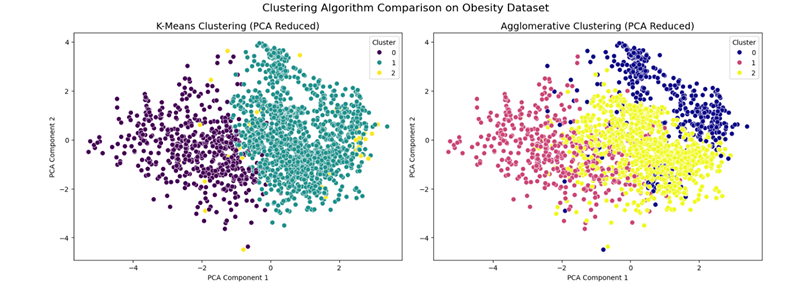 Clustering Algorithm Comparison on Obesity Dataset
K-Means Clustering (PCA Reduced)
Cluster
0
1
2
4
2
0
−2
−4
PCA Component 2
−4
−2
0
2
PCA Component 1
Agglomerative Clustering (PCA Reduced)
Cluster
0
1
2
4
2
0
−2
−4
PCA Component 2
−4
−2
0
2
PCA Component 1